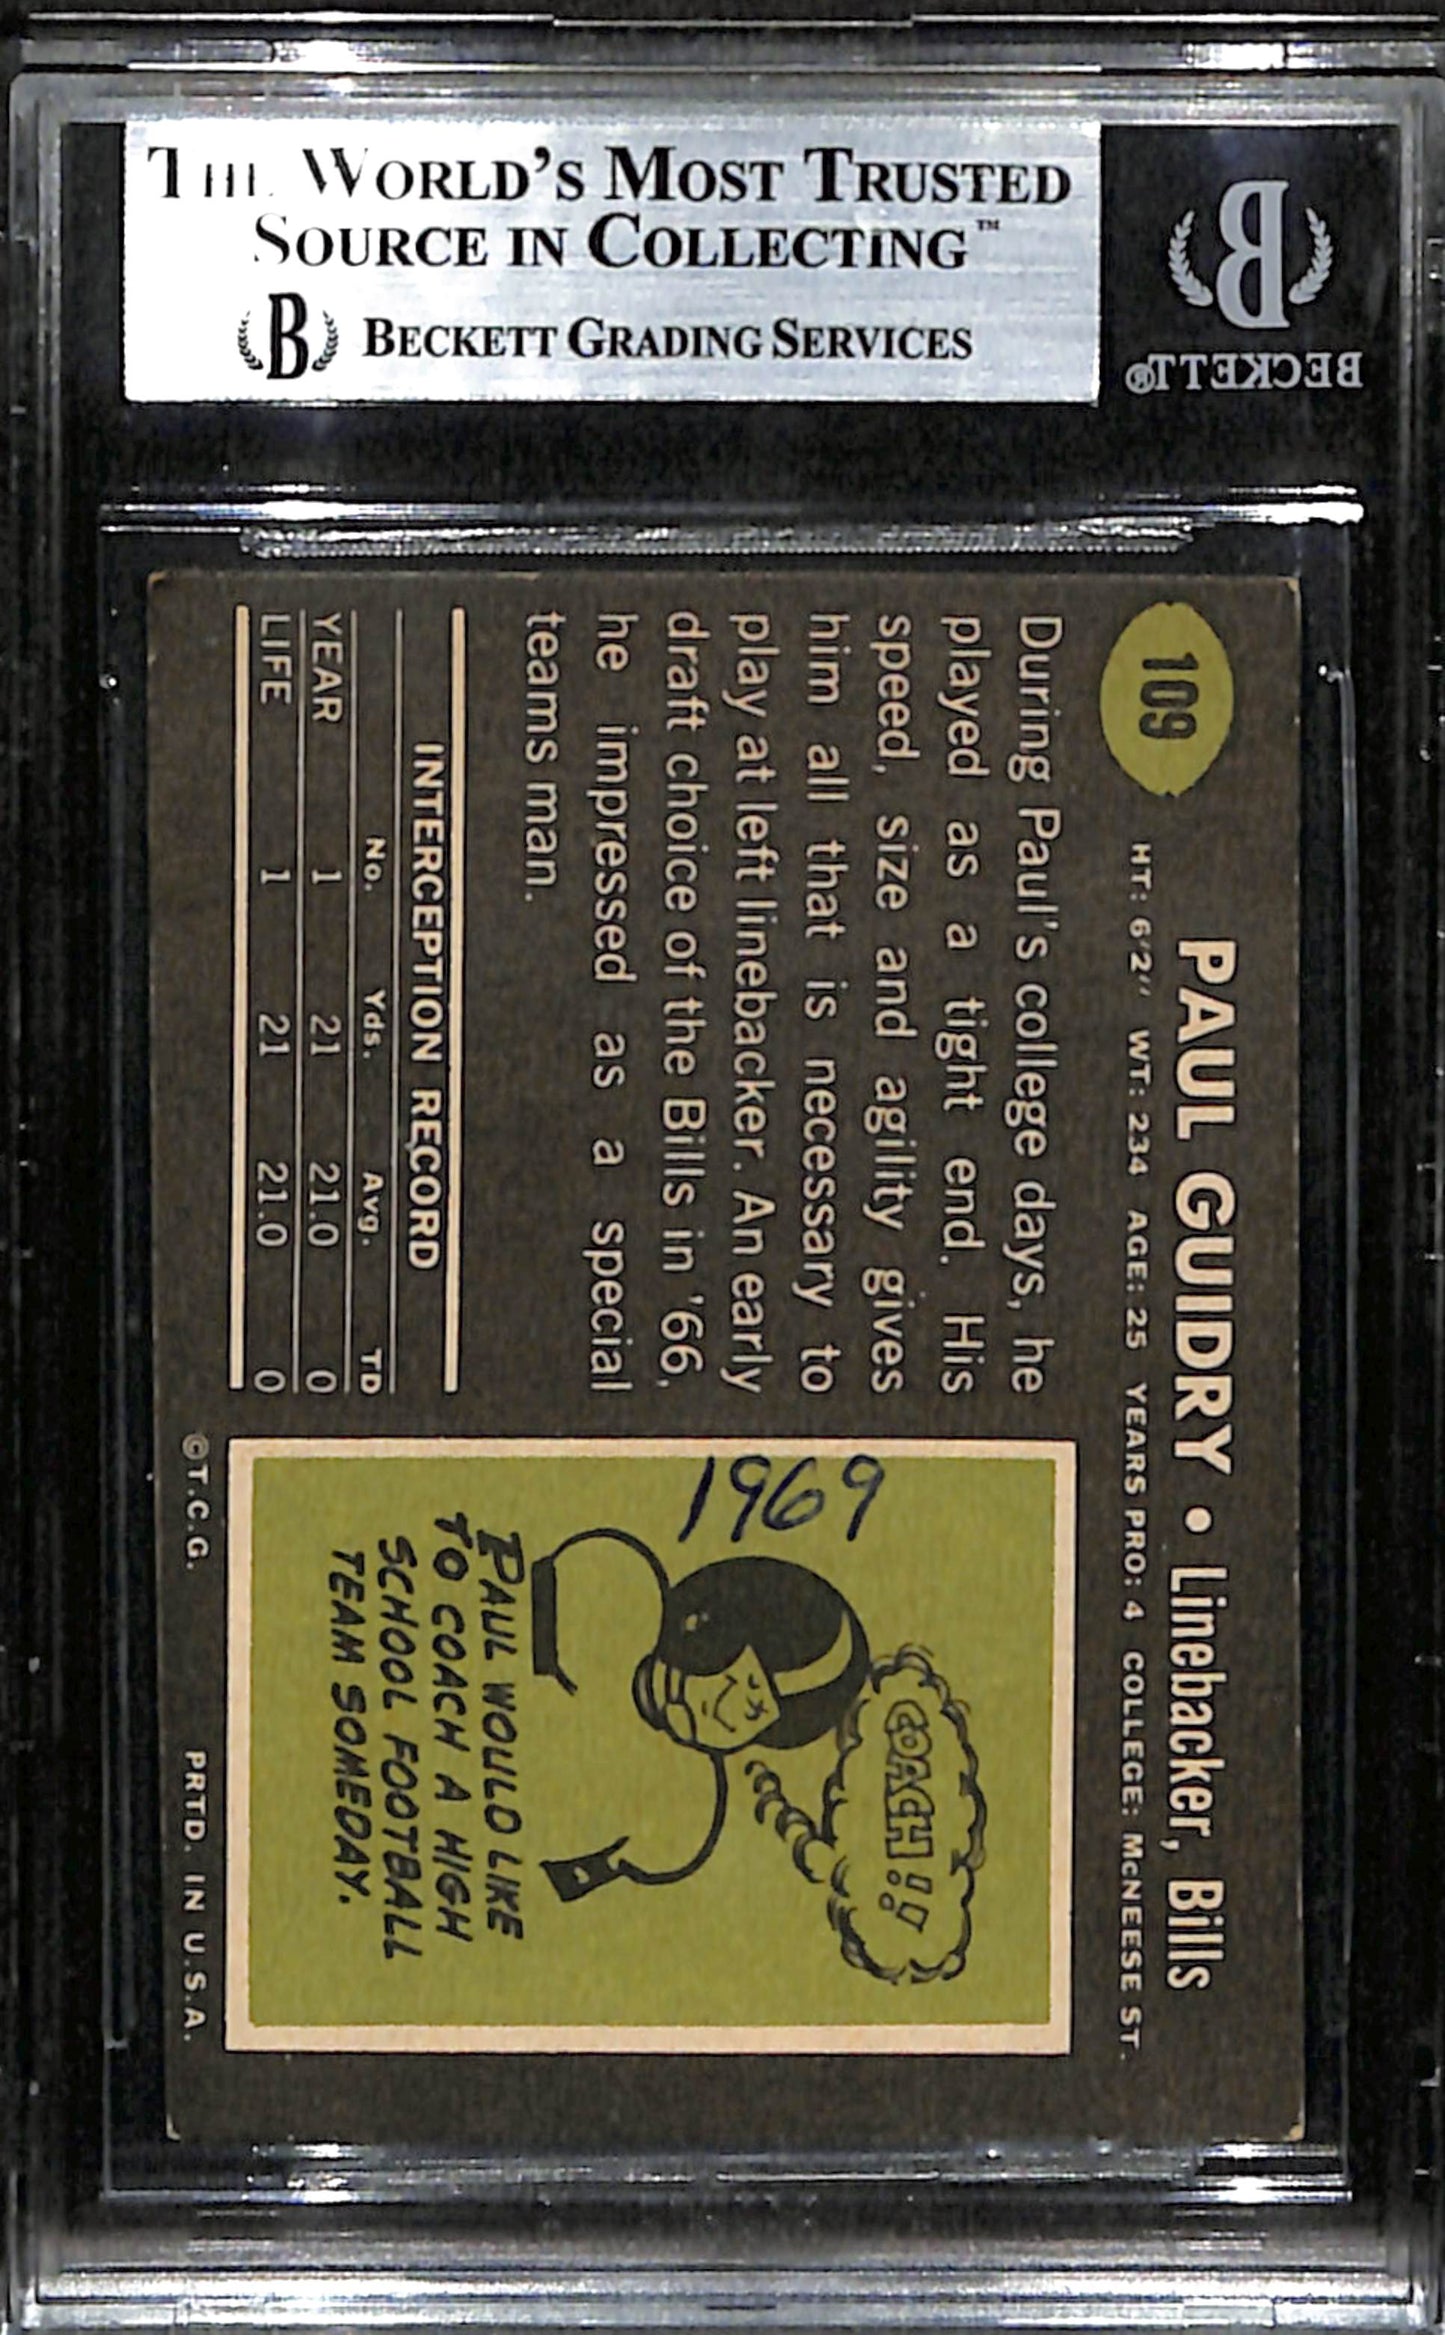 THE WORLD'S MOST TRUSTED
SOURCE IN COLLECTING™
B BECKETT GRADING SERVICES
B
BECKETT®
109
PAUL GUIDRY • Linebacker, Bills
HT: 6'2" WT: 234 AGE: 25 YEARS PRO: 4 COLLEGE: McNEESE ST.
During Paul's college days, he
played as a tight end. His
speed, size and agility gives
him all that is necessary to
play at left linebacker. An early
draft choice of the Bills in '66,
he impressed as a special
teams man.
INTERCEPTION RECORD
No. Yds. Avg. TD
YEAR 1 21 21.0 0
LIFE 1 21 21.0 0
1969
COACH!!
PAUL WOULD LIKE
TO COACH A HIGH
SCHOOL FOOTBALL
TEAM SOMEDAY.
©T.C.G. PRTD. IN U.S.A.